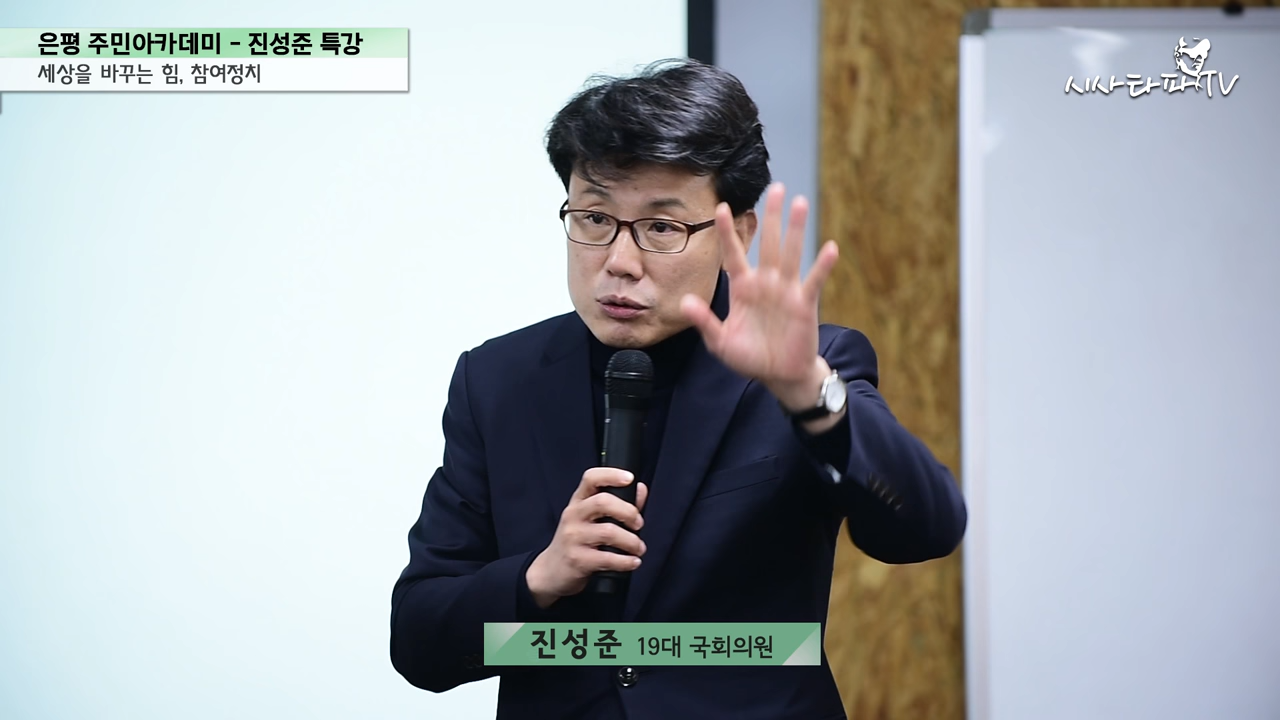 은평 주민아카데미 - 진성준 특강
세상을 바꾸는 힘, 참여정치
시사타파TV
진성준 19대 국회의원